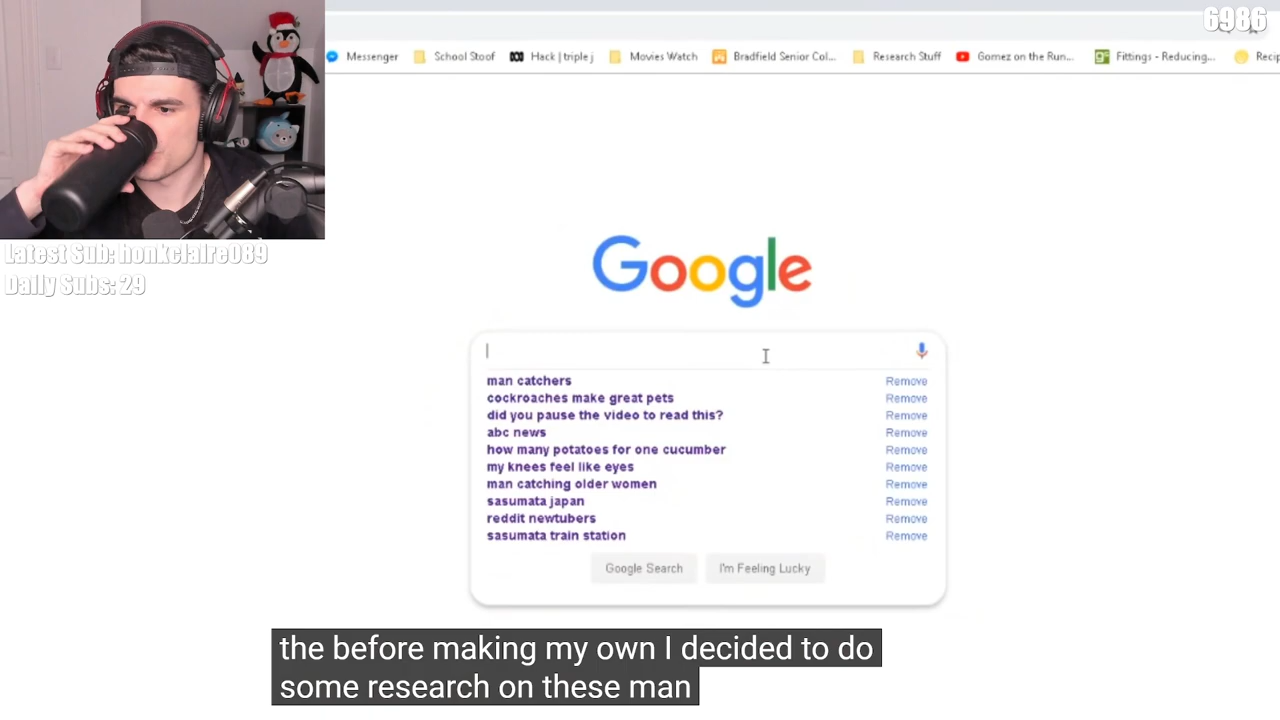 6986
Messenger School Stoof Hack | triple j Movies Watch Bradfield Senior Col... Research Stuff Gomez on the Run... Fittings - Reducing... Recip
Latest Sub: honkclaire089
Daily Subs: 29
Google
man catchers Remove
cockroaches make great pets Remove
did you pause the video to read this? Remove
abc news Remove
how many potatoes for one cucumber Remove
my knees feel like eyes Remove
man catching older women Remove
sasumata japan Remove
reddit newtubers Remove
sasumata train station Remove
Google Search I'm Feeling Lucky
the before making my own I decided to do
some research on these man